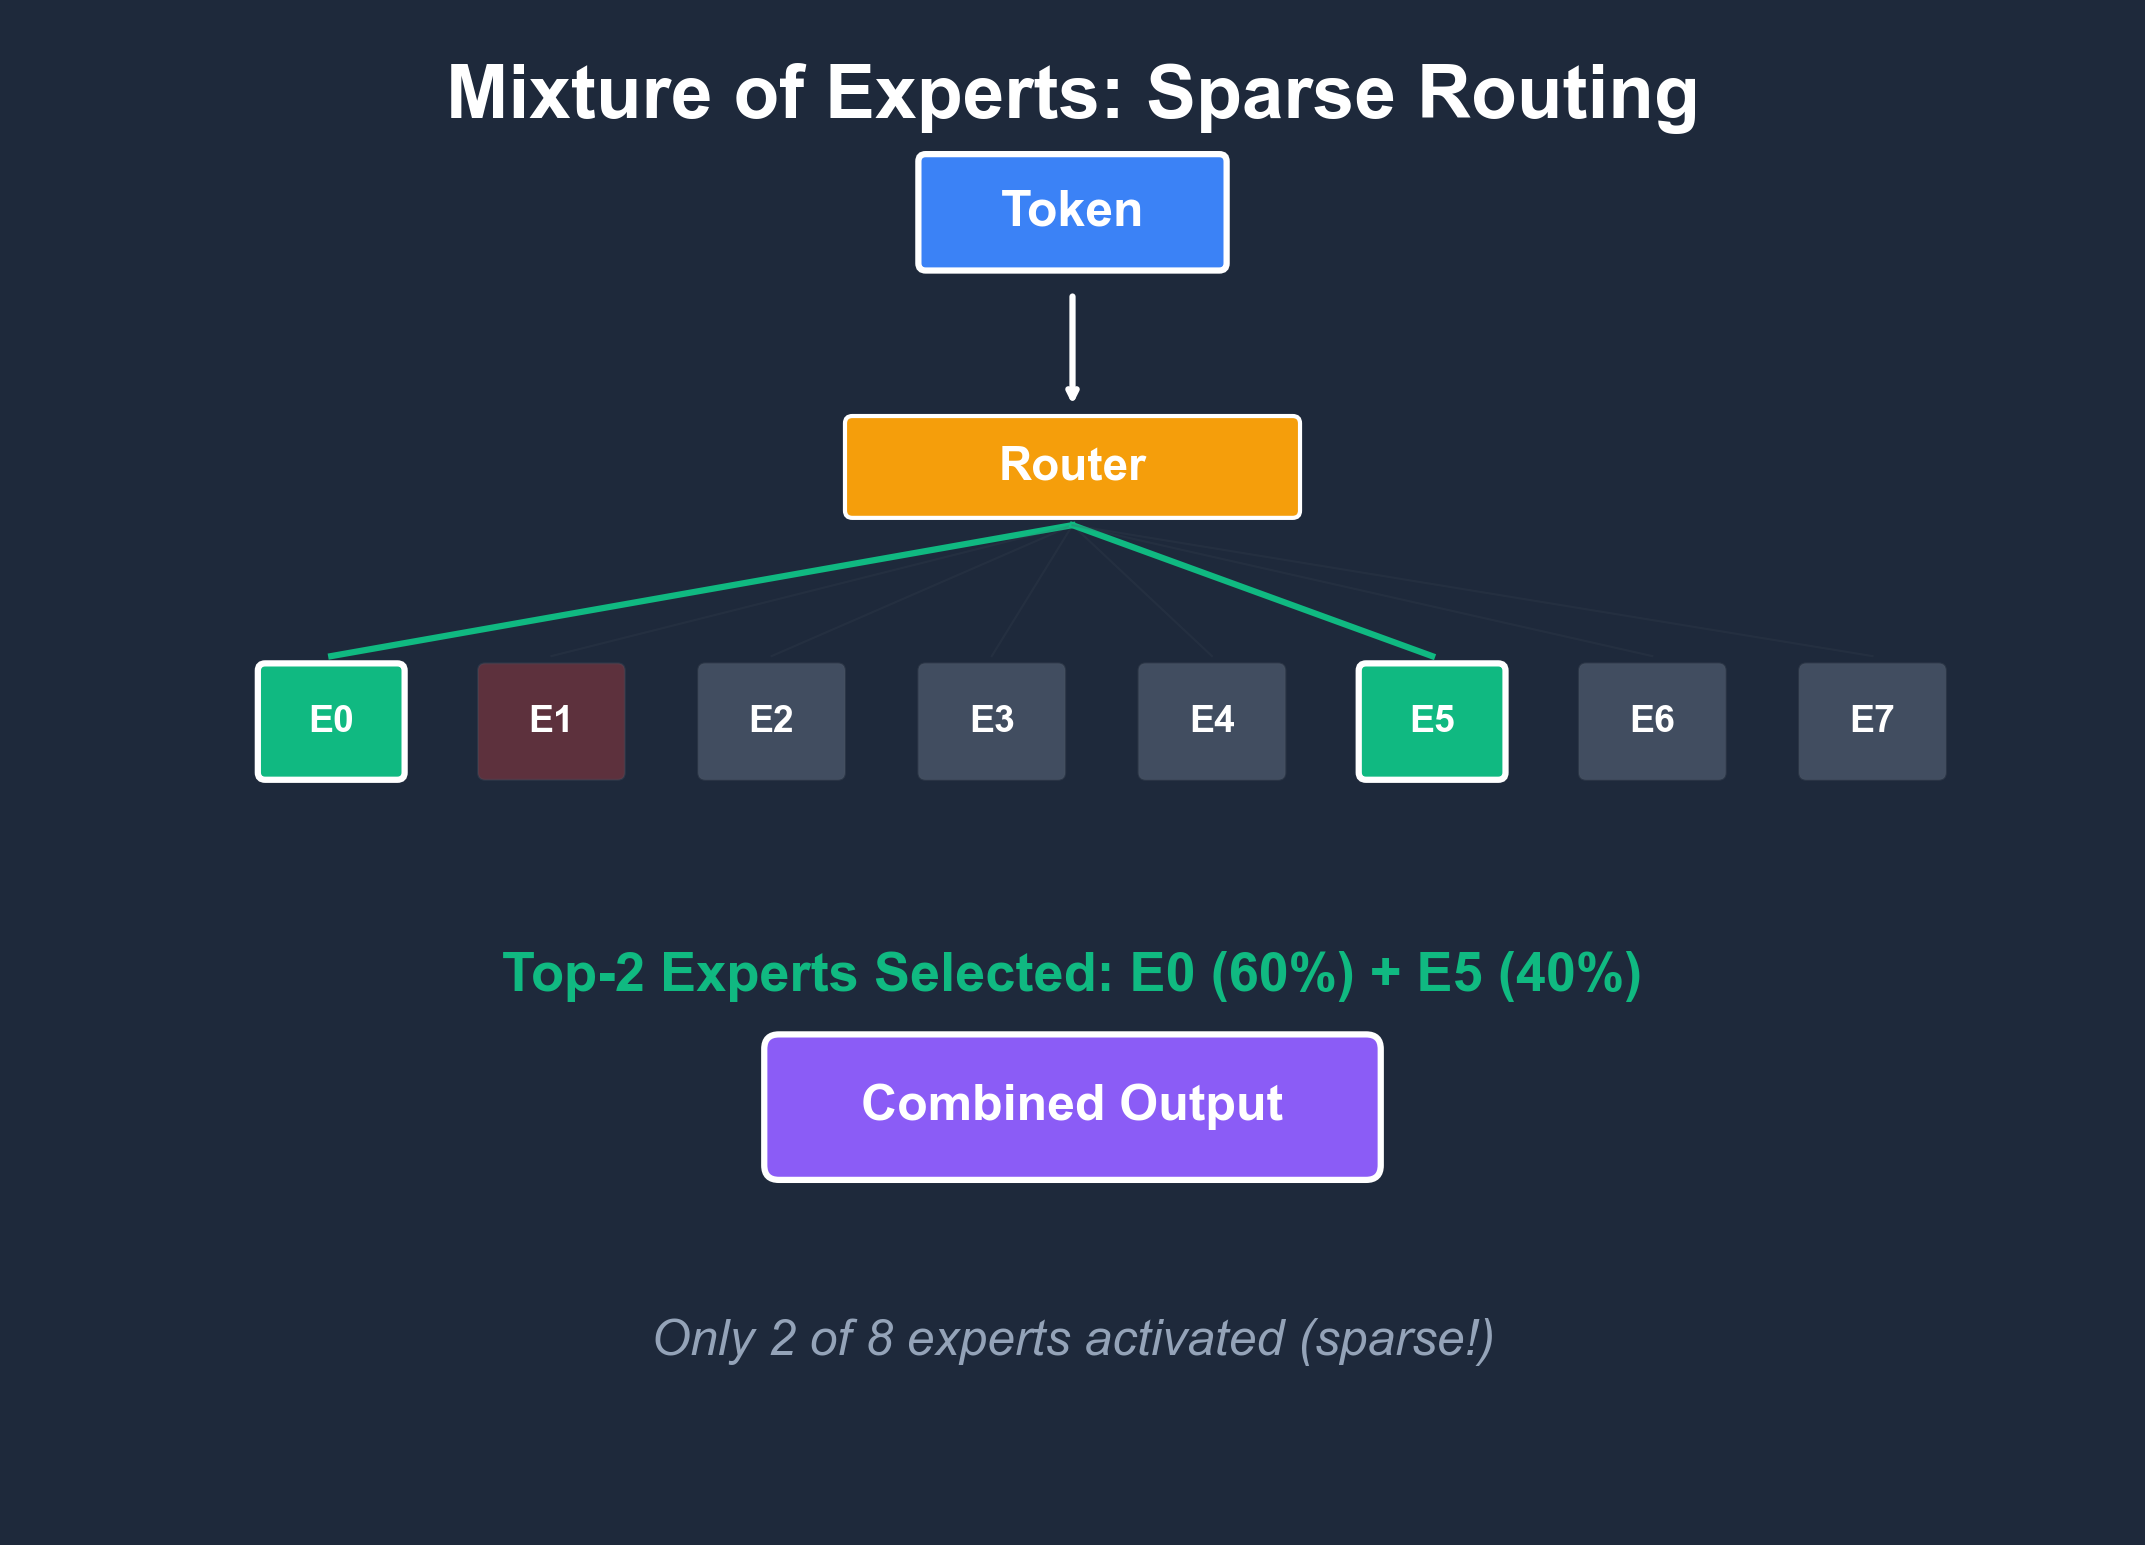 Mixture of Experts: Sparse Routing
Token
Router
E0 E1 E2 E3 E4 E5 E6 E7
Top-2 Experts Selected: E0 (60%) + E5 (40%)
Combined Output
Only 2 of 8 experts activated (sparse!)